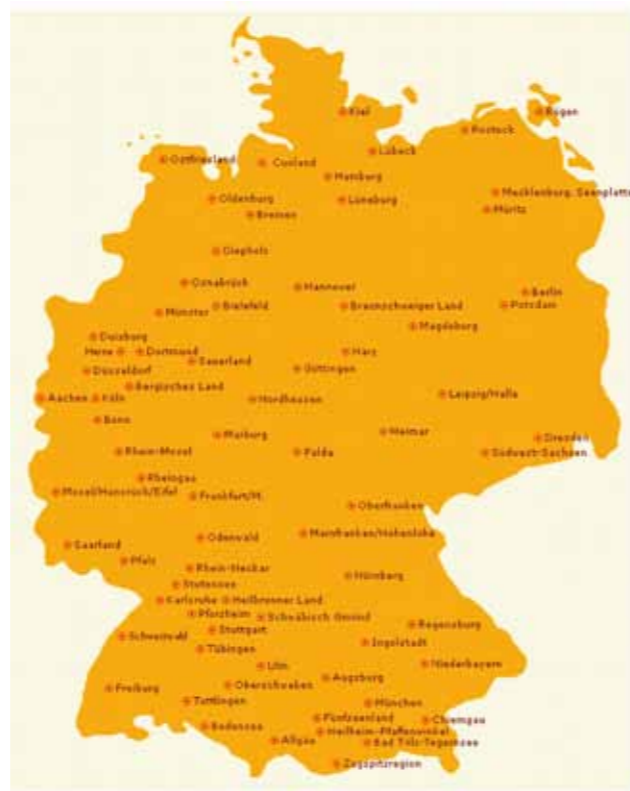 Kiel
Rügen
Rostock
Lübeck
Ostfriesland
Cuxland
Hamburg
Mecklenburg. Seenplatte
Oldenburg
Lüneburg
Müritz
Bremen
Diepholz
Osnabrück
Hannover
Berlin
Bielefeld
Braunschweiger Land
Potsdam
Münster
Magdeburg
Duisburg
Herne
Dortmund
Harz
Sauerland
Düsseldorf
Göttingen
Bergisches Land
Leipzig/Halle
Aachen
Köln
Nordhausen
Bonn
Weimar
Marburg
Dresden
Rhein-Mosel
Fulda
Südwest-Sachsen
Rheingau
Mosel/Hunsrück/Eifel
Frankfurt/M.
Oberfranken
Odenwald
Mainfranken/Hohenlohe
Saarland
Pfalz
Rhein-Neckar
Nürnberg
Stutensee
Karlsruhe
Heilbronner Land
Pforzheim
Schwäbisch Gmünd
Regensburg
Stuttgart
Schwarzwald
Ingolstadt
Tübingen
Ulm
Niederbayern
Augsburg
Oberschwaben
Freiburg
Tuttlingen
München
Fünfseenland
Chiemgau
Bodensee
Weilheim-Pfaffenwinkel
Allgäu
Bad Tölz-Tegernsee
Zugspitzregion